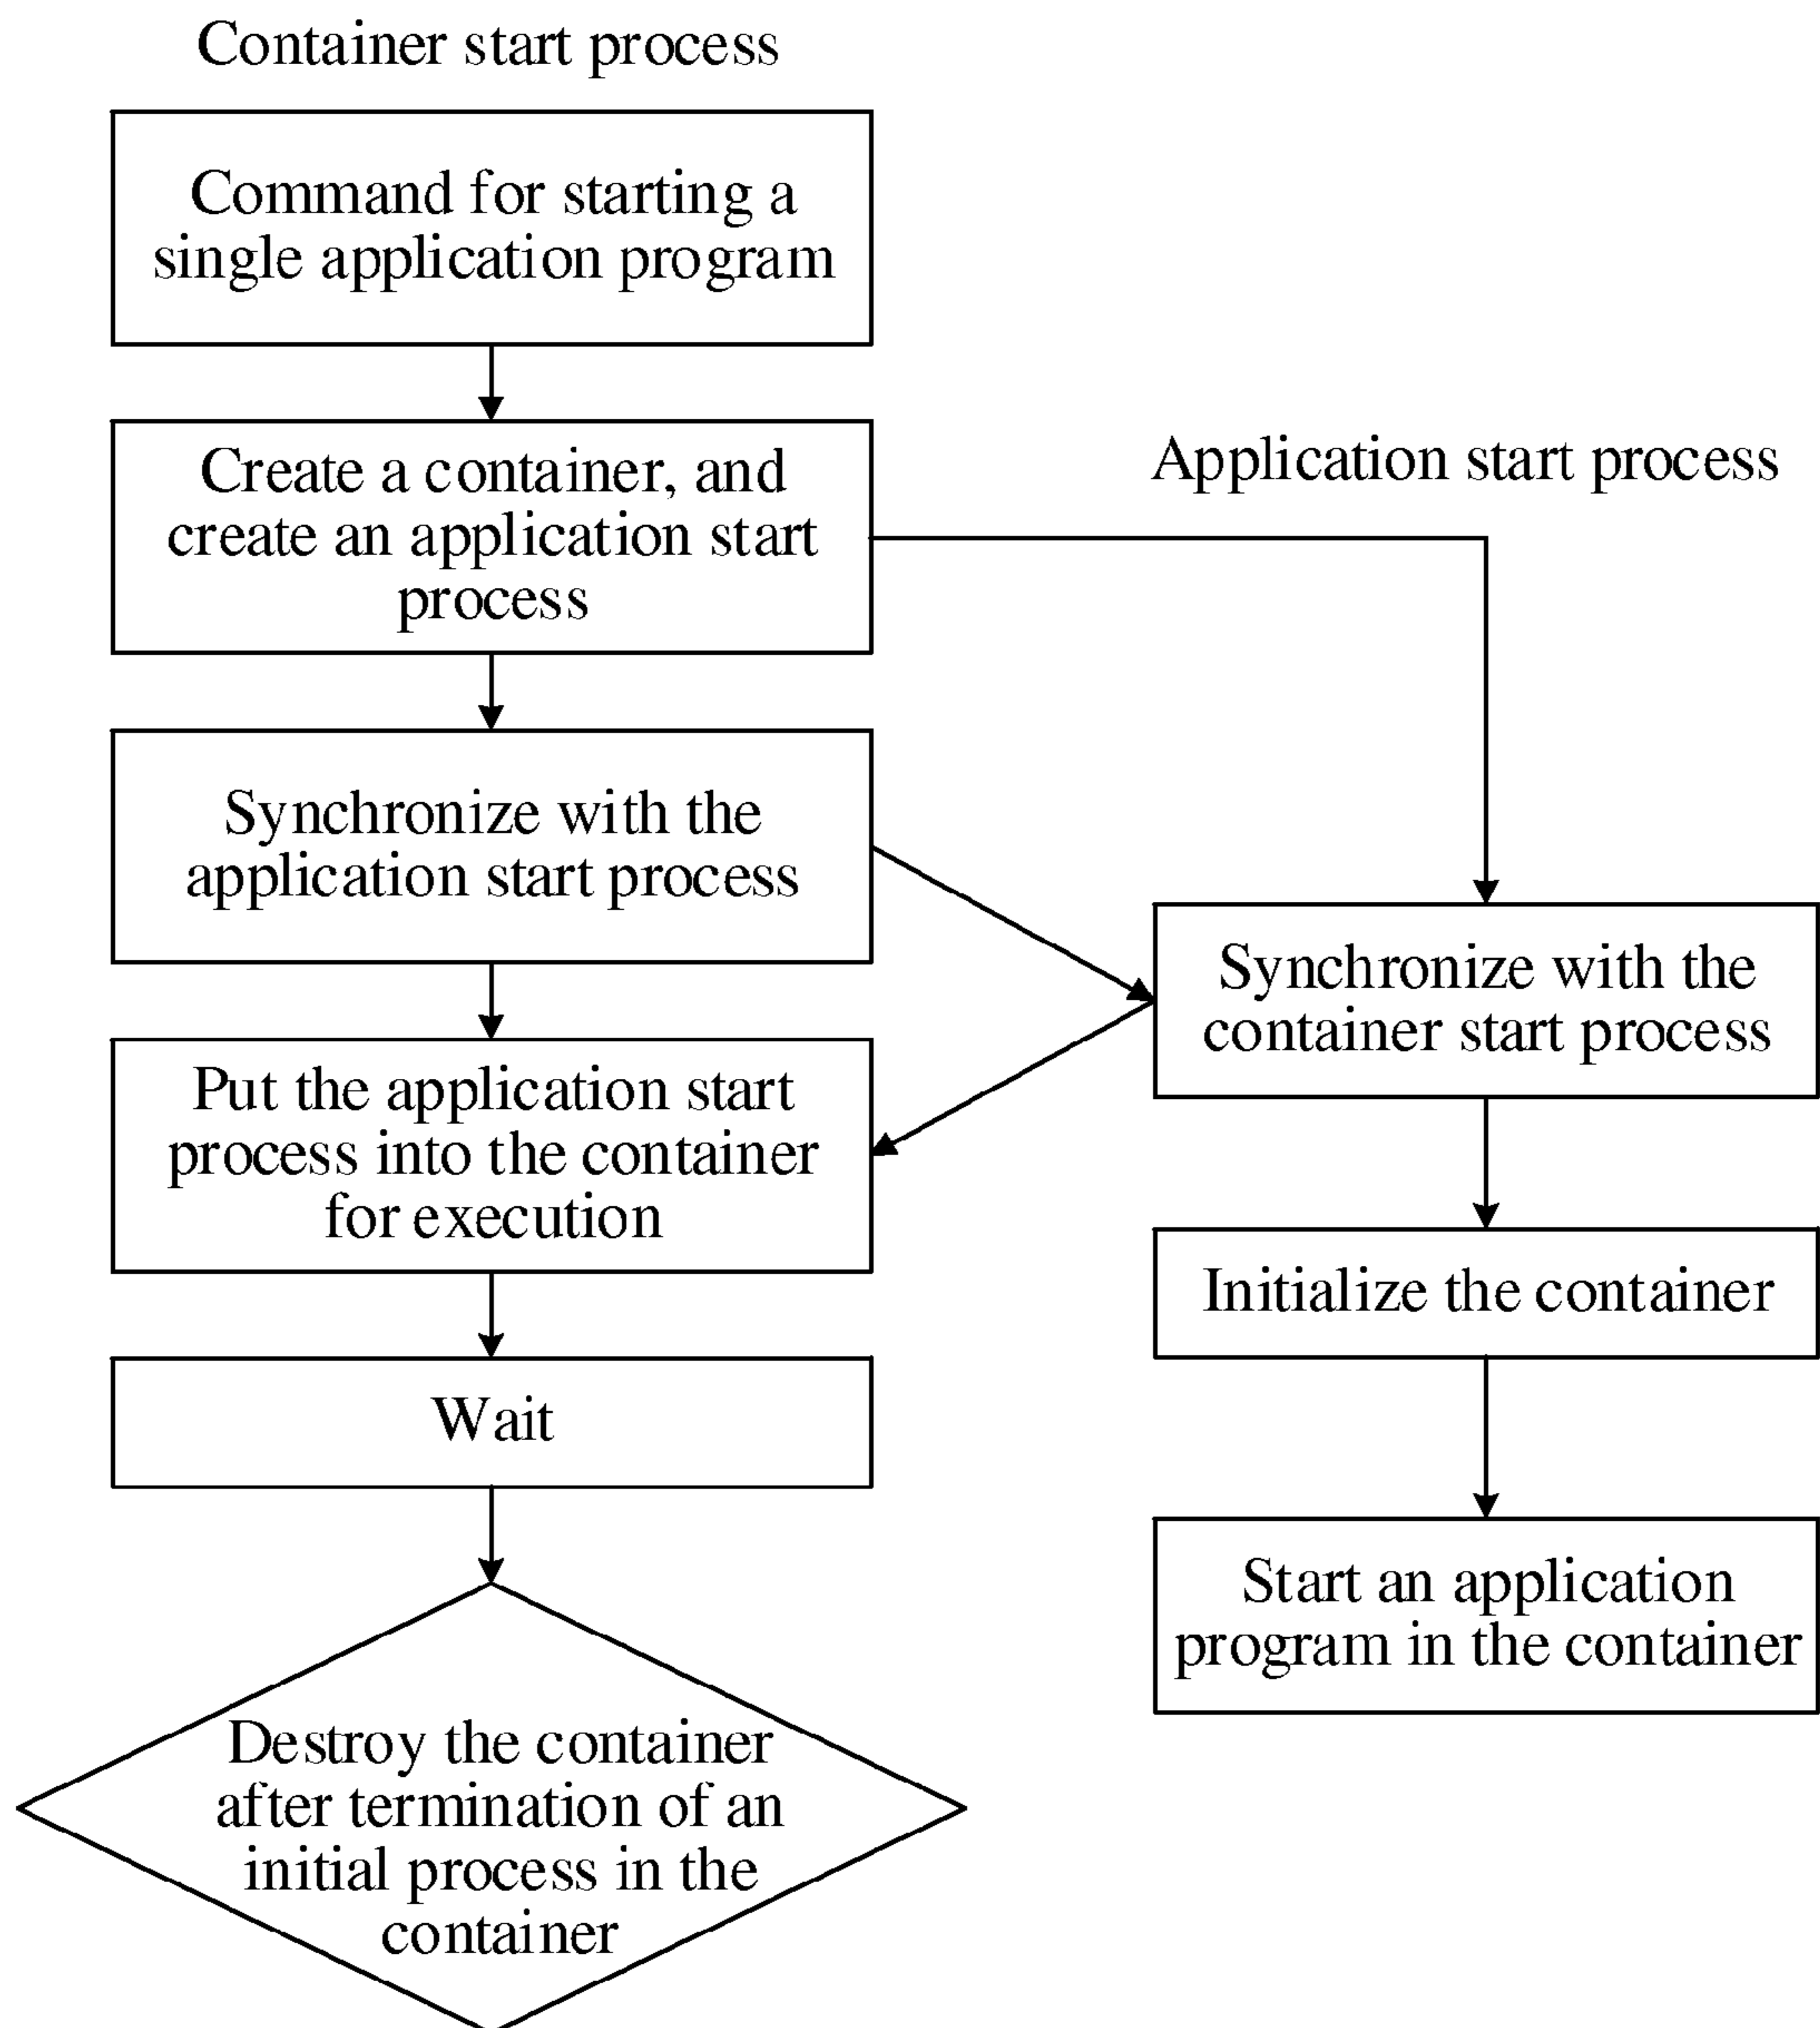 Container start process
Command for starting a
single application program
Create a container, and
create an application start
process
Application start process
Synchronize with the
application start process
Synchronize with the
container start process
Put the application start
process into the container
for execution
Initialize the container
Wait
Start an application
program in the container
Destroy the container
after termination of an
initial process in the
container